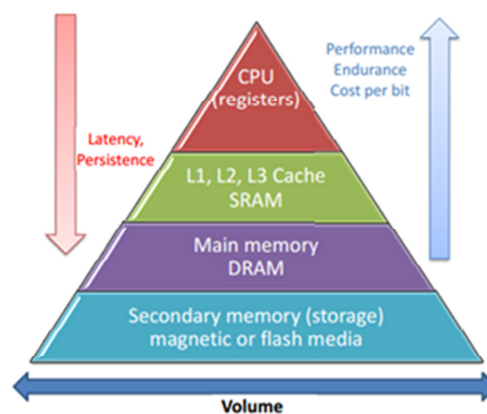 CPU
(registers)
Performance
Endurance
Cost per bit
Latency,
Persistence
L1, L2, L3 Cache
SRAM
Main memory
DRAM
Secondary memory (storage)
magnetic or flash media
Volume